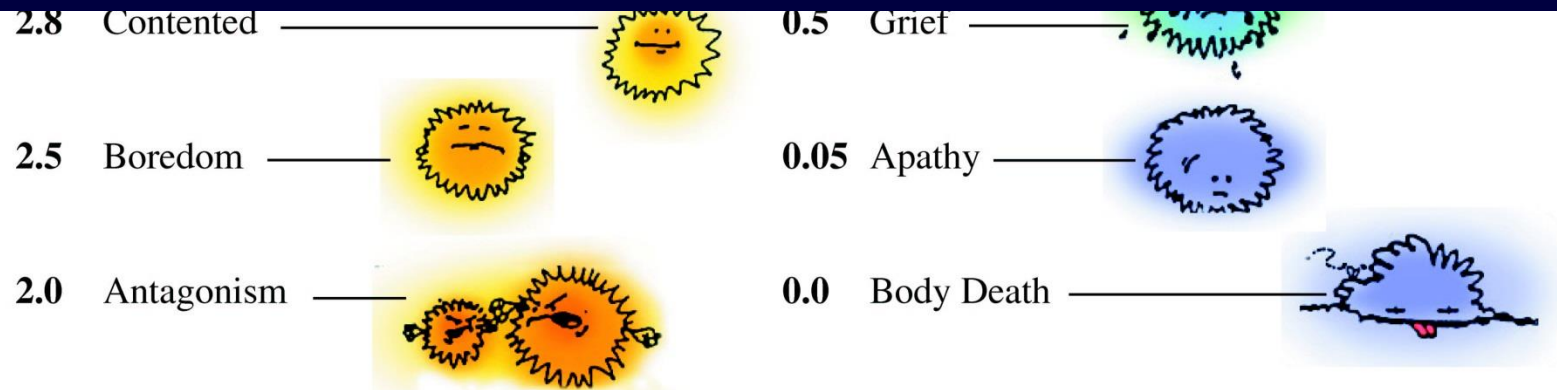 2.8 Contented
2.5 Boredom
2.0 Antagonism
0.5 Grief
0.05 Apathy
0.0 Body Death